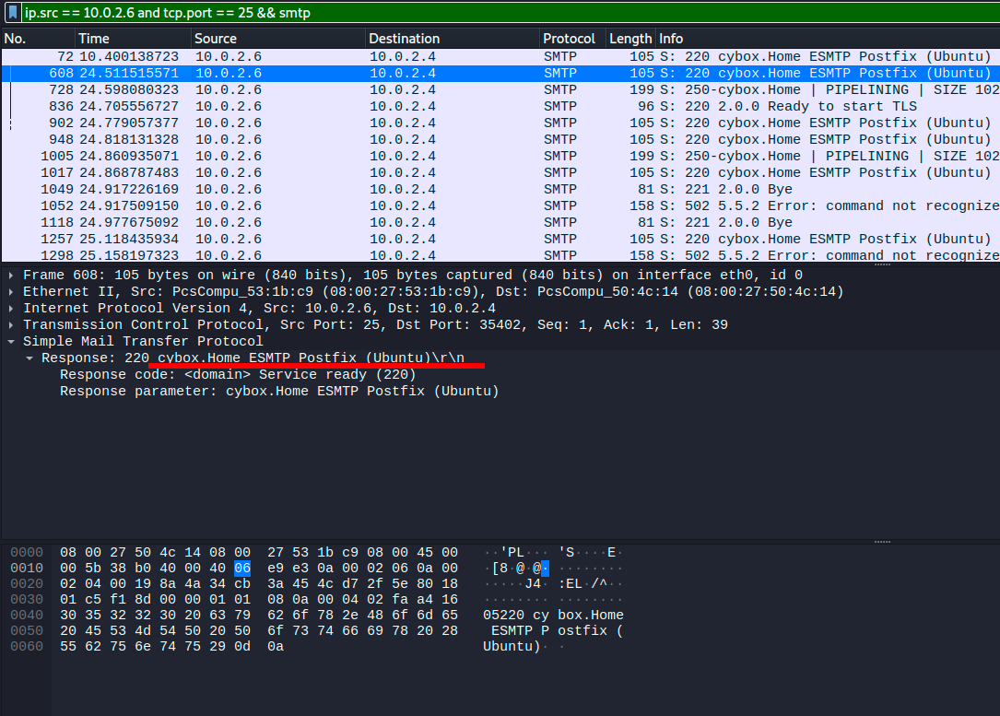 ip.src == 10.0.2.6 and tcp.port == 25 && smtp
No. Time Source Destination Protocol Length Info
72 10.400138723 10.0.2.6 10.0.2.4 SMTP 105 S: 220 cybox.Home ESMTP Postfix (Ubuntu)
608 24.511515571 10.0.2.6 10.0.2.4 SMTP 105 S: 220 cybox.Home ESMTP Postfix (Ubuntu)
728 24.598080323 10.0.2.6 10.0.2.4 SMTP 199 S: 250-cybox.Home | PIPELINING | SIZE 102
836 24.705556727 10.0.2.6 10.0.2.4 SMTP 96 S: 220 2.0.0 Ready to start TLS
902 24.779057377 10.0.2.6 10.0.2.4 SMTP 105 S: 220 cybox.Home ESMTP Postfix (Ubuntu)
948 24.818131328 10.0.2.6 10.0.2.4 SMTP 105 S: 220 cybox.Home ESMTP Postfix (Ubuntu)
1005 24.860935071 10.0.2.6 10.0.2.4 SMTP 199 S: 250-cybox.Home | PIPELINING | SIZE 102
1017 24.868787483 10.0.2.6 10.0.2.4 SMTP 105 S: 220 cybox.Home ESMTP Postfix (Ubuntu)
1049 24.917226169 10.0.2.6 10.0.2.4 SMTP 81 S: 221 2.0.0 Bye
1052 24.917509150 10.0.2.6 10.0.2.4 SMTP 158 S: 502 5.5.2 Error: command not recognize
1118 24.977675092 10.0.2.6 10.0.2.4 SMTP 81 S: 221 2.0.0 Bye
1257 25.118435934 10.0.2.6 10.0.2.4 SMTP 105 S: 220 cybox.Home ESMTP Postfix (Ubuntu)
1298 25.158197323 10.0.2.6 10.0.2.4 SMTP 158 S: 502 5.5.2 Error: command not recognize
Frame 608: 105 bytes on wire (840 bits), 105 bytes captured (840 bits) on interface eth0, id 0
Ethernet II, Src: PcsCompu_53:1b:c9 (08:00:27:53:1b:c9), Dst: PcsCompu_50:4c:14 (08:00:27:50:4c:14)
Internet Protocol Version 4, Src: 10.0.2.6, Dst: 10.0.2.4
Transmission Control Protocol, Src Port: 25, Dst Port: 35402, Seq: 1, Ack: 1, Len: 39
Simple Mail Transfer Protocol
Response: 220 cybox.Home ESMTP Postfix (Ubuntu)\r\n
Response code: <domain> Service ready (220)
Response parameter: cybox.Home ESMTP Postfix (Ubuntu)
0000 08 00 27 50 4c 14 08 00 27 53 1b c9 08 00 45 00 ··'PL··· 'S····E·
0010 00 5b 38 b0 40 00 40 06 e9 e3 0a 00 02 06 0a 00 ·[8·@·@· ········
0020 02 04 00 19 8a 4a 34 cb 3a 45 4c d7 2f 5e 80 18 ·····J4· :EL·/^··
0030 01 c5 f1 8d 00 00 01 01 08 0a 00 04 02 fa a4 16 ········ ········
0040 30 35 32 32 30 20 63 79 62 6f 78 2e 48 6f 6d 65 05220 cy box.Home
0050 20 45 53 4d 54 50 20 50 6f 73 74 66 69 78 20 28 ESMTP P ostfix (
0060 55 62 75 6e 74 75 29 0d 0a Ubuntu)· ·